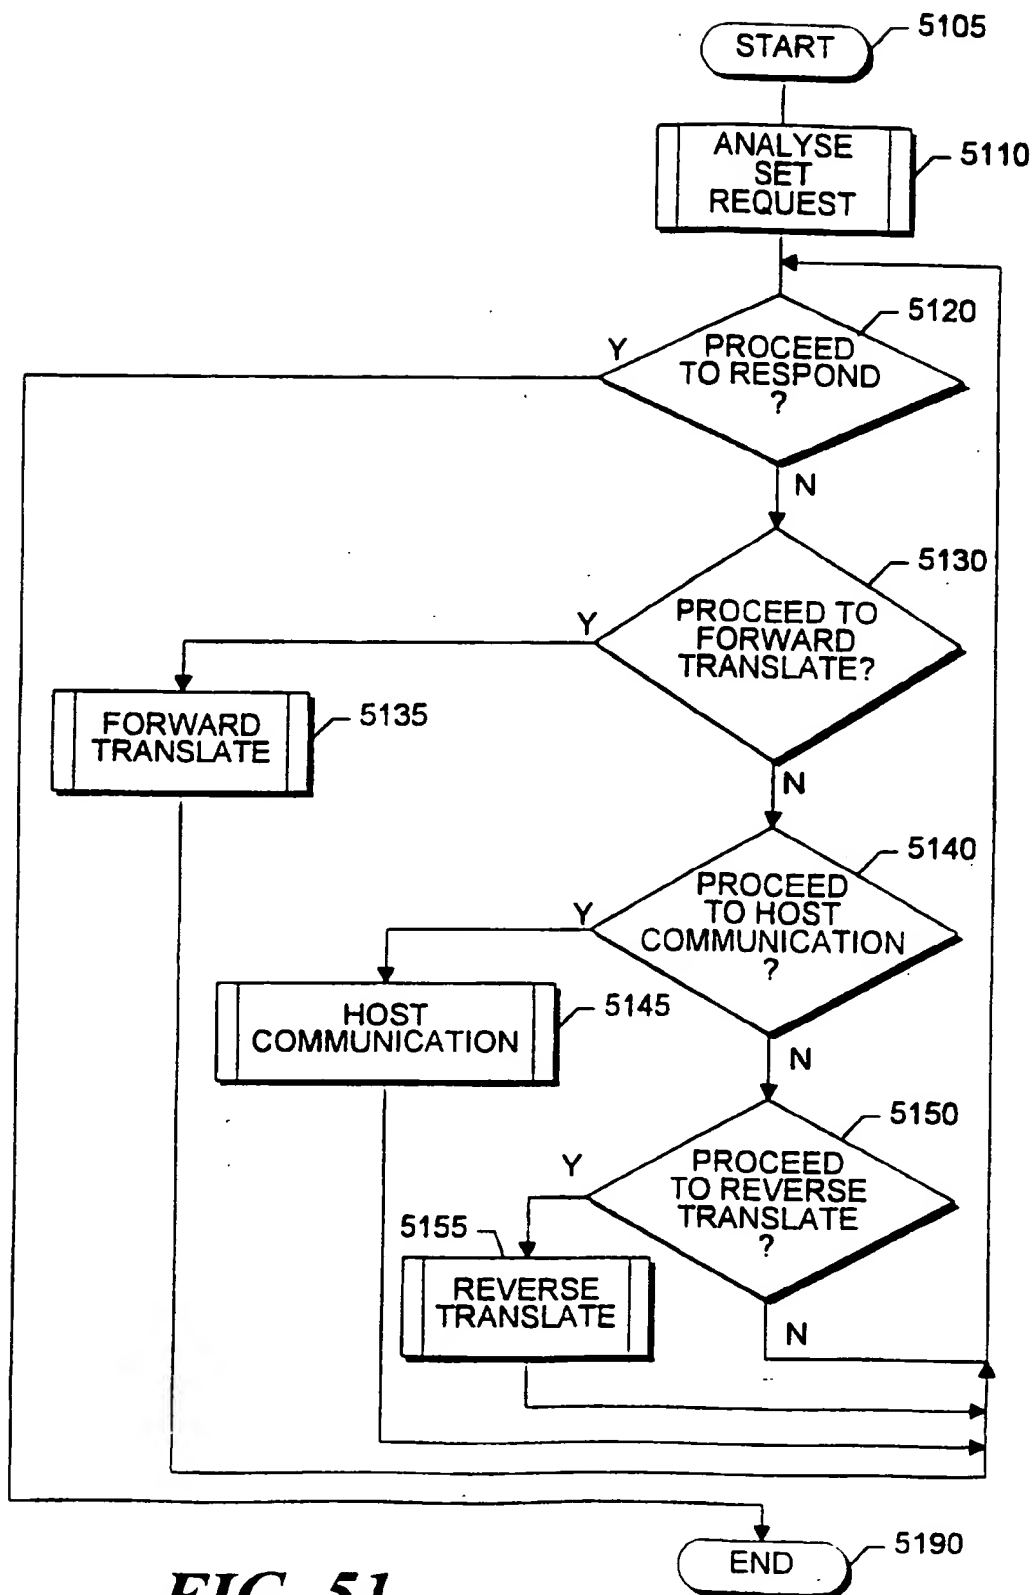 START
5105
ANALYSE
SET
REQUEST
5110
5120
Y
PROCEED
TO RESPOND
?
N
5130
Y
PROCEED TO
FORWARD
TRANSLATE?
N
FORWARD
TRANSLATE
5135
5140
Y
PROCEED
TO HOST
COMMUNICATION
?
N
HOST
COMMUNICATION
5145
5150
Y
PROCEED
TO REVERSE
TRANSLATE
?
N
5155
REVERSE
TRANSLATE
END
5190
FIG. 51